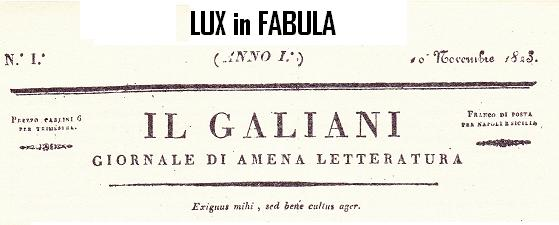 LUX in FABULA
N.° I.° (ANNO I.°) 10 Novembre 1823.
PREZZO CARLINI 6
PER TRIMESTRE.
IL GALIANI
FRANCO DI POSTA
PER NAPOLI E SICILIA
GIORNALE DI AMENA LETTERATURA
Exiguus mihi , sed bene cultus ager.